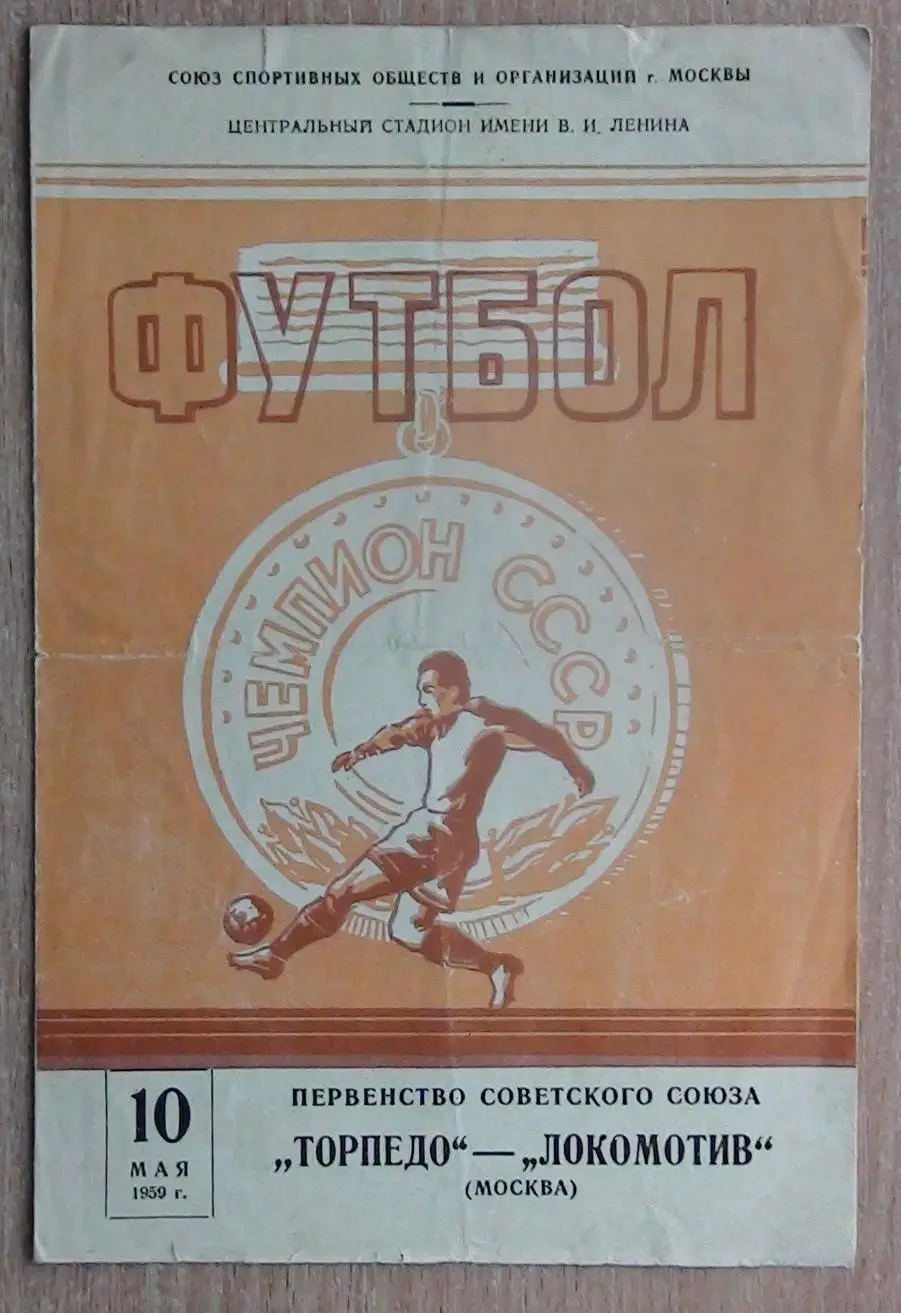 СОЮЗ СПОРТИВНЫХ ОБЩЕСТВ И ОРГАНИЗАЦИЙ г. МОСКВЫ
ЦЕНТРАЛЬНЫЙ СТАДИОН ИМЕНИ В. И. ЛЕНИНА
ФУТБОЛ
ЧЕМПИОН СССР
10
МАЯ
1959 г.
ПЕРВЕНСТВО СОВЕТСКОГО СОЮЗА
„ТОРПЕДО“ — „ЛОКОМОТИВ“
(МОСКВА)